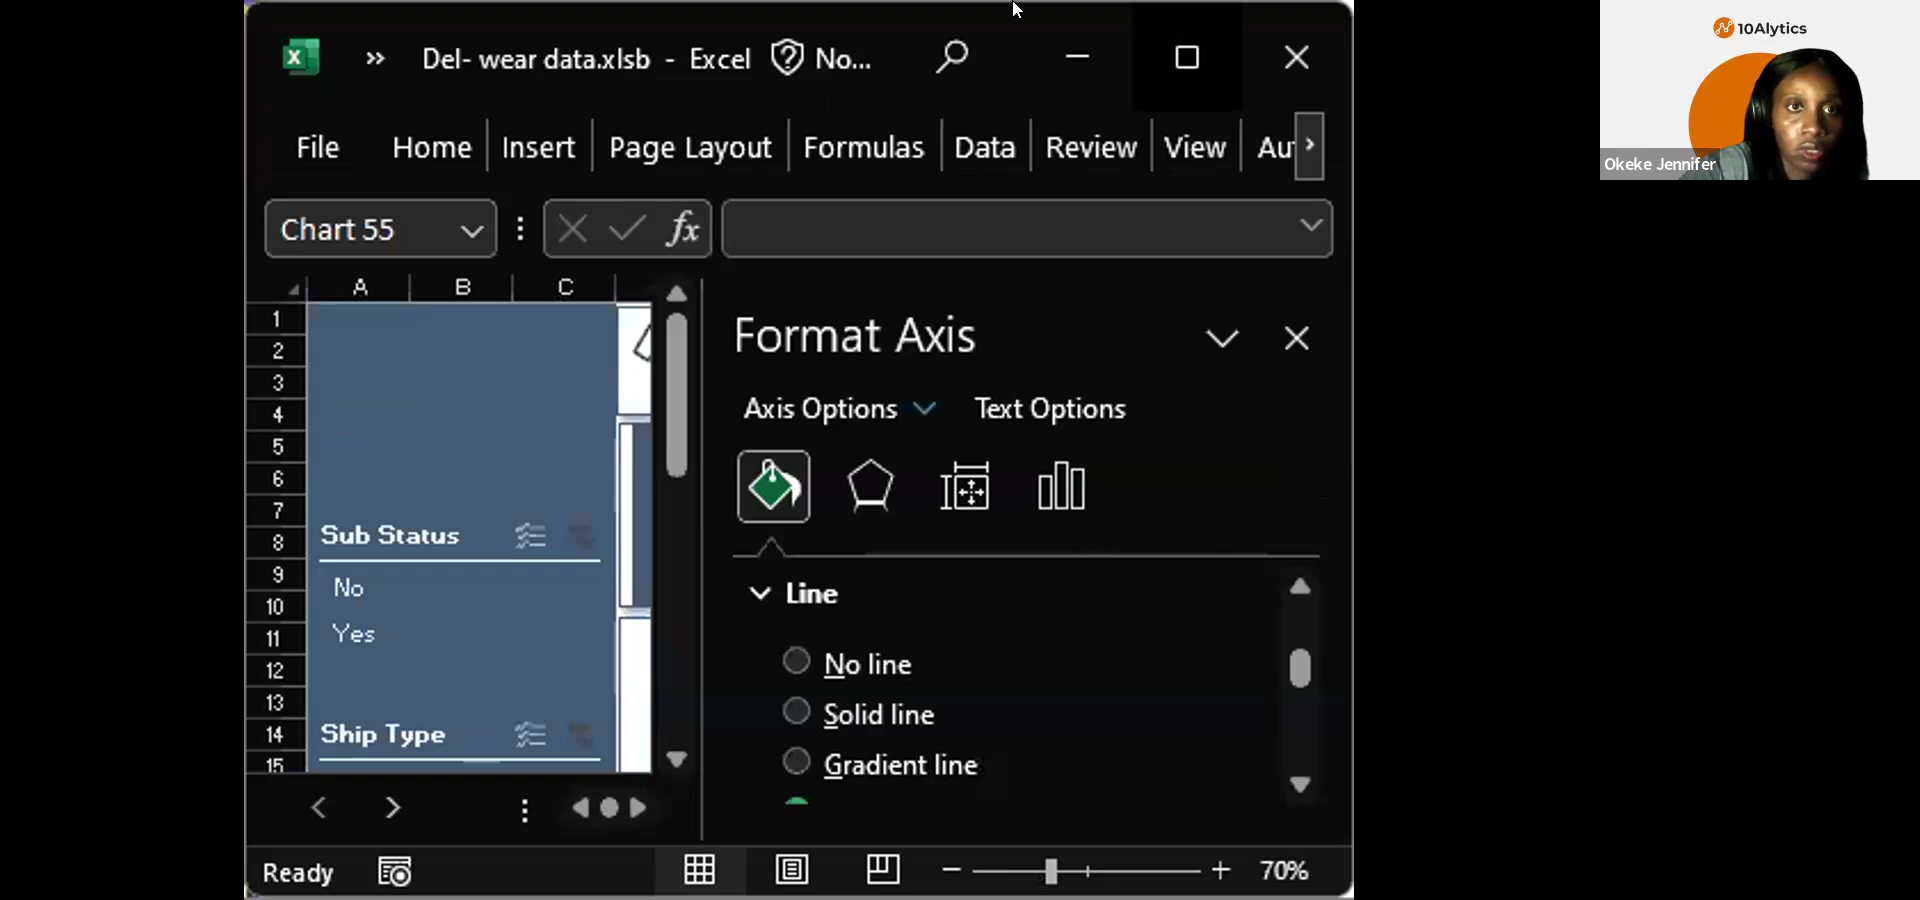 Del- wear data.xlsb - Excel No...
File Home Insert Page Layout Formulas Data Review View Au
Chart 55 fx
A B C
1
2
3
4
5
6
7
8
9
10
11
12
13
14
15
Sub Status
No
Yes
Ship Type
Format Axis
Axis Options Text Options
Line
No line
Solid line
Gradient line
Ready 70%
10Alytics
Okeke Jennifer